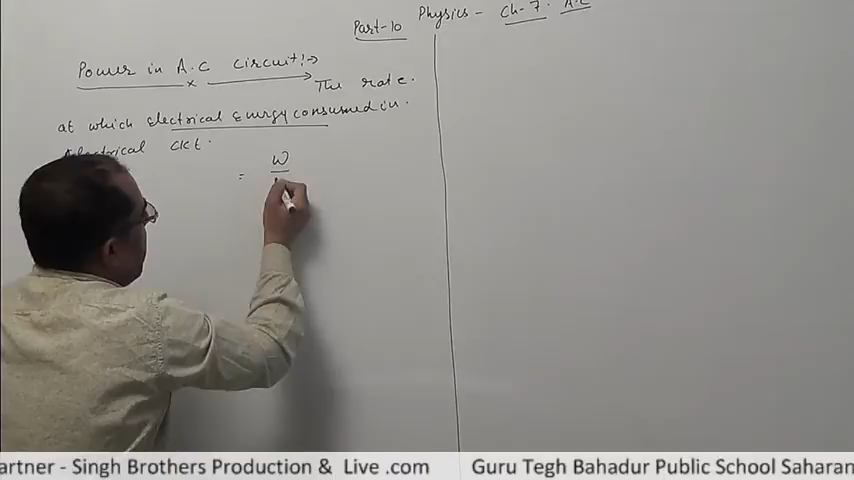 Part-10 Physics - Ch-7. A.C
Power in A.C Circuit:→
The rate.
at which electrical Energy consumed in.
electrical CKt.
= W
artner - Singh Brothers Production & Live .com Guru Tegh Bahadur Public School Saharan